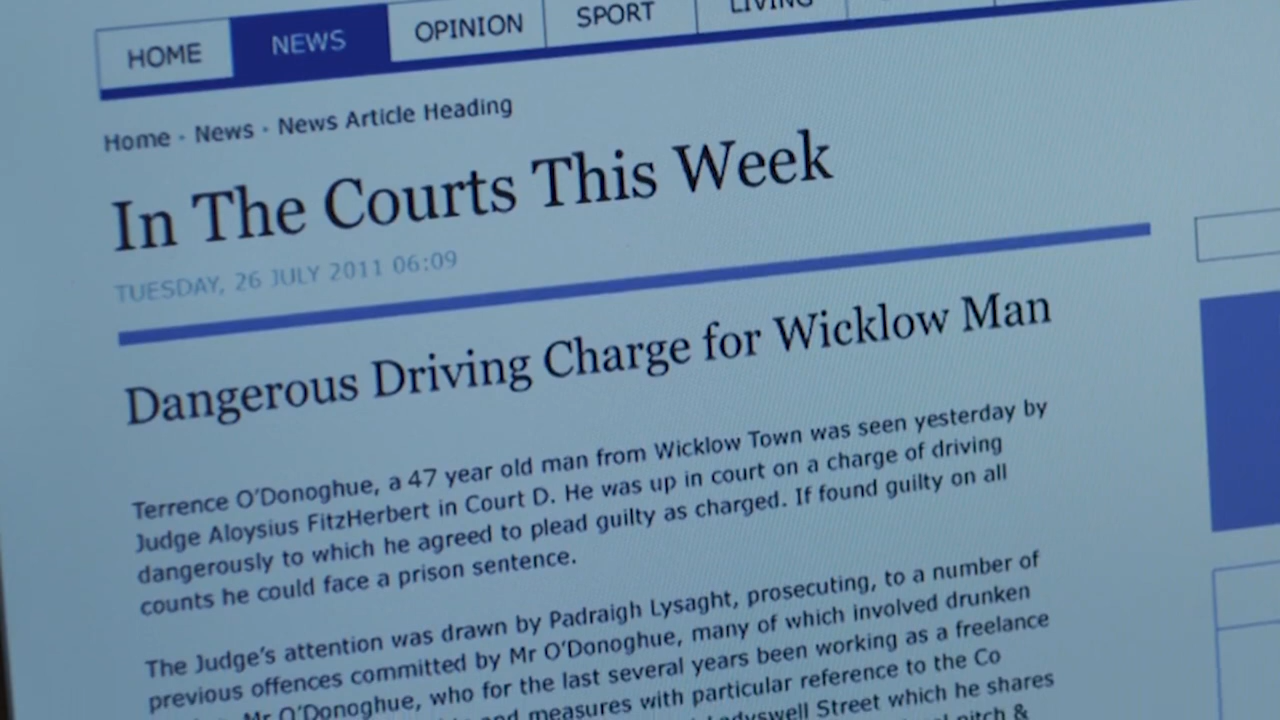 HOME NEWS OPINION SPORT LIVING
Home · News · News Article Heading
In The Courts This Week
TUESDAY, 26 JULY 2011 06:09
Dangerous Driving Charge for Wicklow Man
Terrence O'Donoghue, a 47 year old man from Wicklow Town was seen yesterday by
Judge Aloysius FitzHerbert in Court D. He was up in court on a charge of driving
dangerously to which he agreed to plead guilty as charged. If found guilty on all
counts he could face a prison sentence.
The Judge's attention was drawn by Padraigh Lysaght, prosecuting, to a number of
previous offences committed by Mr O'Donoghue, many of which involved drunken
Mr O'Donoghue, who for the last several years been working as a freelance
and measures with particular reference to the Co
Ladyswell Street which he shares
pitch &